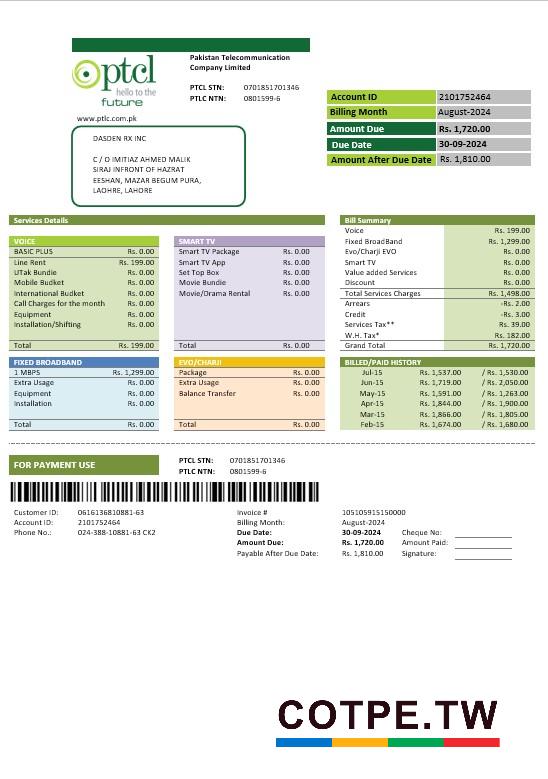 ptcl
hello to the
future
www.ptlc.com.pk
Pakistan Telecommunication
Company Limited
PTCL STN: 0701851701346
PTLC NTN: 0801599-6
Account ID 2101752464
Billing Month August-2024
Amount Due Rs. 1,720.00
Due Date 30-09-2024
Amount After Due Date Rs. 1,810.00
DASDEN RX INC
C / O IMITIAZ AHMED MALIK
SIRAJ INFRONT OF HAZRAT
EESHAN, MAZAR BEGUM PURA,
LAOHRE, LAHORE
Services Details
VOICE
BASIC PLUS Rs. 0.00
Line Rent Rs. 199.00
UTak Bundle Rs. 0.00
Mobile Budket Rs. 0.00
International Budket Rs. 0.00
Call Charges for the month Rs. 0.00
Equipment Rs. 0.00
Installation/Shifting Rs. 0.00
Total Rs. 199.00
SMART TV
Smart TV Package Rs. 0.00
Smart TV App Rs. 0.00
Set Top Box Rs. 0.00
Movie Bundle Rs. 0.00
Movie/Drama Rental Rs. 0.00
Total Rs. 0.00
Bill Summary
Voice Rs. 199.00
Fixed BroadBand Rs. 1,299.00
Evo/Charji EVO Rs. 0.00
Smart TV Rs. 0.00
Value added Services Rs. 0.00
Discount Rs. 0.00
Total Services Charges Rs. 1,498.00
Arrears -Rs. 2.00
Credit -Rs. 3.00
Services Tax** Rs. 39.00
W.H. Tax* Rs. 182.00
Grand Total Rs. 1,720.00
FIXED BROADBAND
1 MBPS Rs. 1,299.00
Extra Usage Rs. 0.00
Equipment Rs. 0.00
Installation Rs. 0.00
Total Rs. 0.00
EVO/CHARJI
Package Rs. 0.00
Extra Usage Rs. 0.00
Balance Transfer Rs. 0.00
Total Rs. 0.00
BILLED/PAID HISTORY
Jul-15 Rs. 1,537.00 / Rs. 1,530.00
Jun-15 Rs. 1,719.00 / Rs. 2,050.00
May-15 Rs. 1,591.00 / Rs. 1,263.00
Apr-15 Rs. 1,844.00 / Rs. 1,900.00
Mar-15 Rs. 1,866.00 / Rs. 1,805.00
Feb-15 Rs. 1,674.00 / Rs. 1,680.00
FOR PAYMENT USE
PTCL STN: 0701851701346
PTLC NTN: 0801599-6
Customer ID: 0616136810881-63
Account ID: 2101752464
Phone No.: 024-388-10881-63 CK2
Invoice # 105105915150000
Billing Month: August-2024
Due Date: 30-09-2024 Cheque No:
Amount Due: Rs. 1,720.00 Amount Paid:
Payable After Due Date: Rs. 1,810.00 Signature:
COTPE.TW